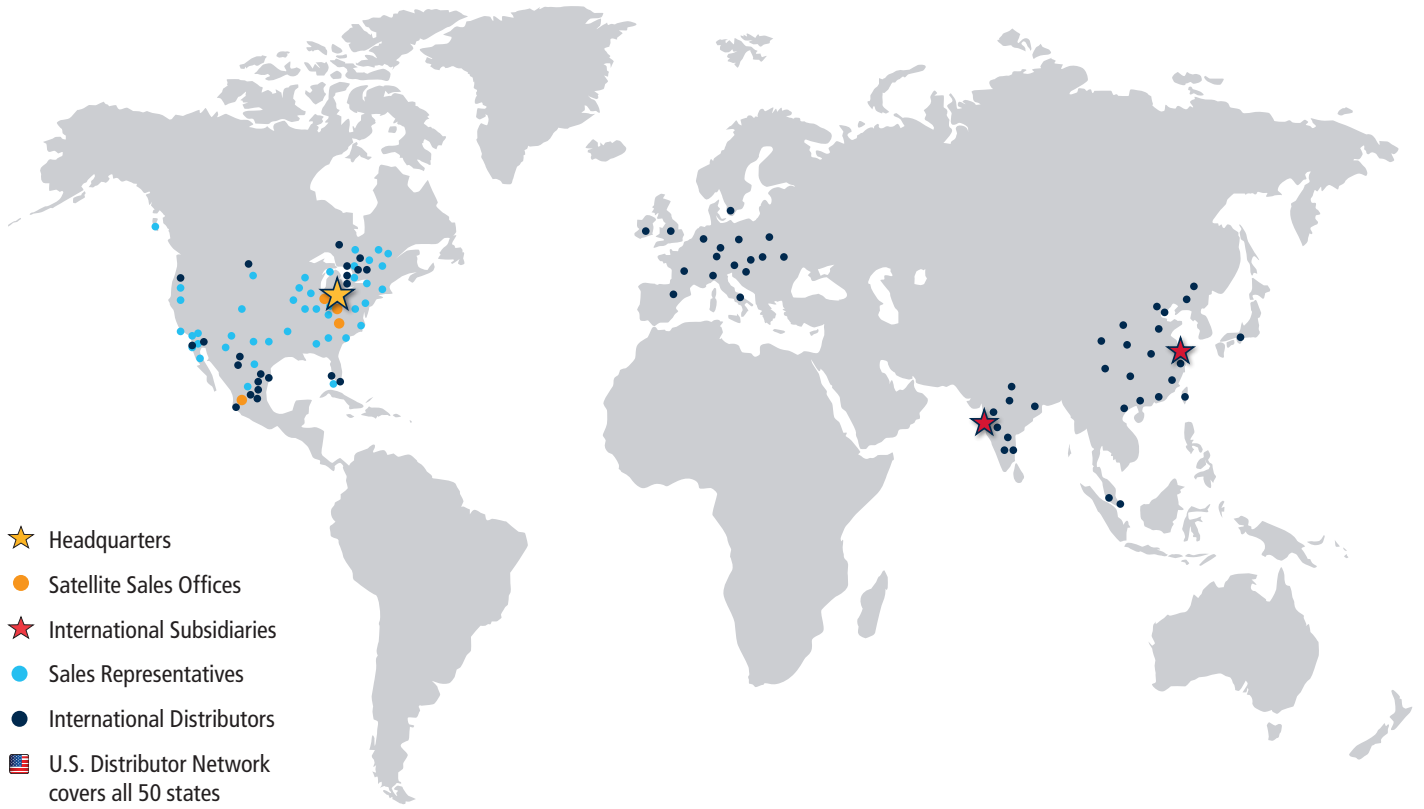 Headquarters
Satellite Sales Offices
International Subsidiaries
Sales Representatives
International Distributors
U.S. Distributor Network
covers all 50 states